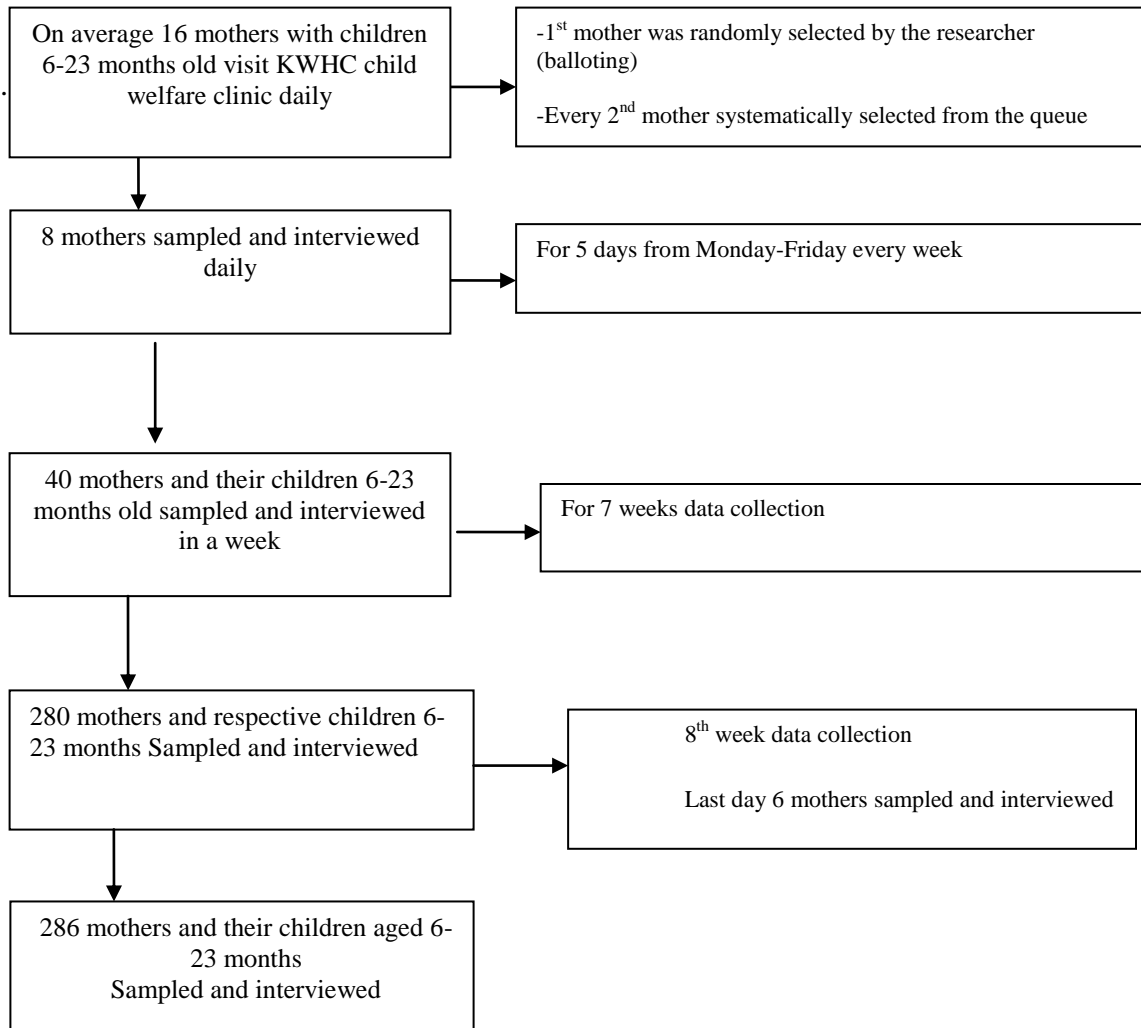 On average 16 mothers with children
6-23 months old visit KWHC child
welfare clinic daily
.
-1st mother was randomly selected by the researcher
(balloting)
-Every 2nd mother systematically selected from the queue
8 mothers sampled and interviewed
daily
For 5 days from Monday-Friday every week
40 mothers and their children 6-23
months old sampled and interviewed
in a week
For 7 weeks data collection
280 mothers and respective children 6-
23 months Sampled and interviewed
8th week data collection
Last day 6 mothers sampled and interviewed
286 mothers and their children aged 6-
23 months
Sampled and interviewed